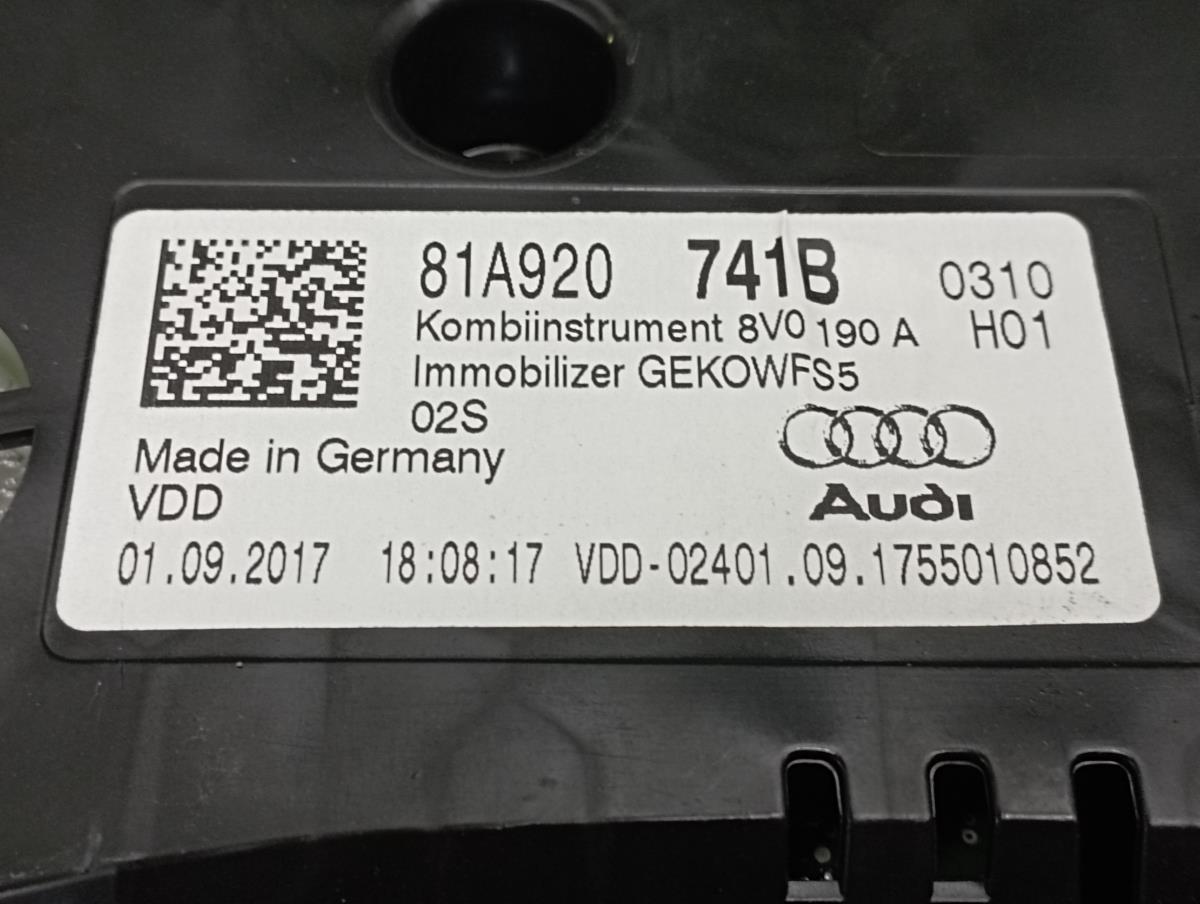 81A920 741B 0310
Kombiinstrument 8V0 190 A H01
Immobilizer GEKOWFS5
02S
Made in Germany
VDD
Audi
01.09.2017 18:08:17 VDD-02401.09.1755010852